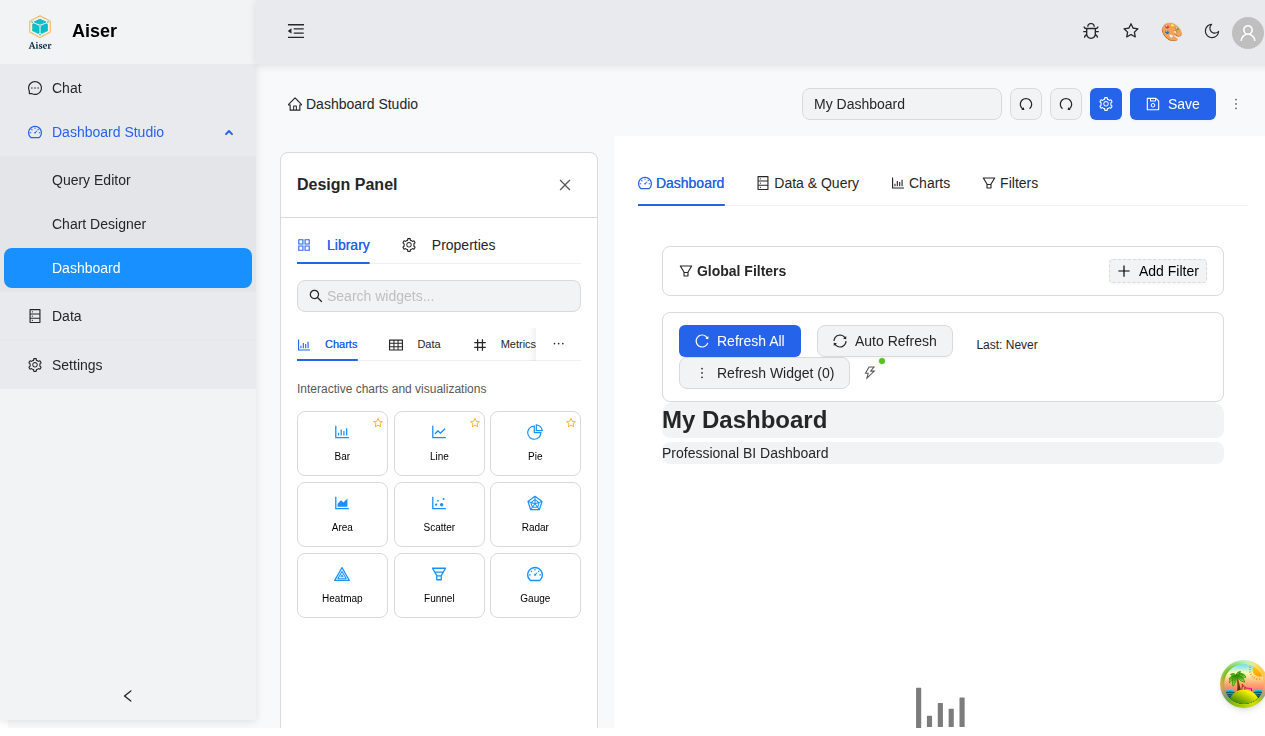 Aiser
Aiser
Chat
Dashboard Studio
Query Editor
Chart Designer
Dashboard
Data
Settings
Dashboard Studio
My Dashboard
Save
Design Panel
Library
Properties
Search widgets...
Charts
Data
Metrics
Interactive charts and visualizations
Bar
Line
Pie
Area
Scatter
Radar
Heatmap
Funnel
Gauge
Dashboard
Data & Query
Charts
Filters
Global Filters
Add Filter
Refresh All
Auto Refresh
Last: Never
Refresh Widget (0)
My Dashboard
Professional BI Dashboard